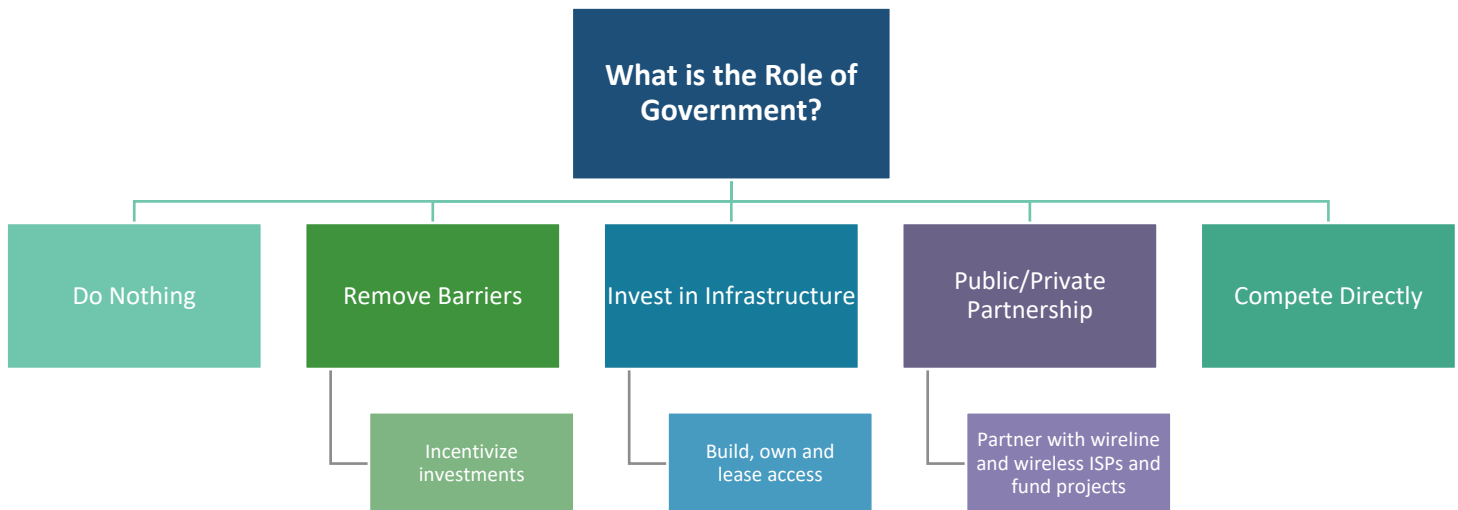 What is the Role of
Government?
Do Nothing
Remove Barriers
Invest in Infrastructure
Public/Private
Partnership
Compete Directly
Incentivize
investments
Build, own and
lease access
Partner with wireline
and wireless ISPs and
fund projects